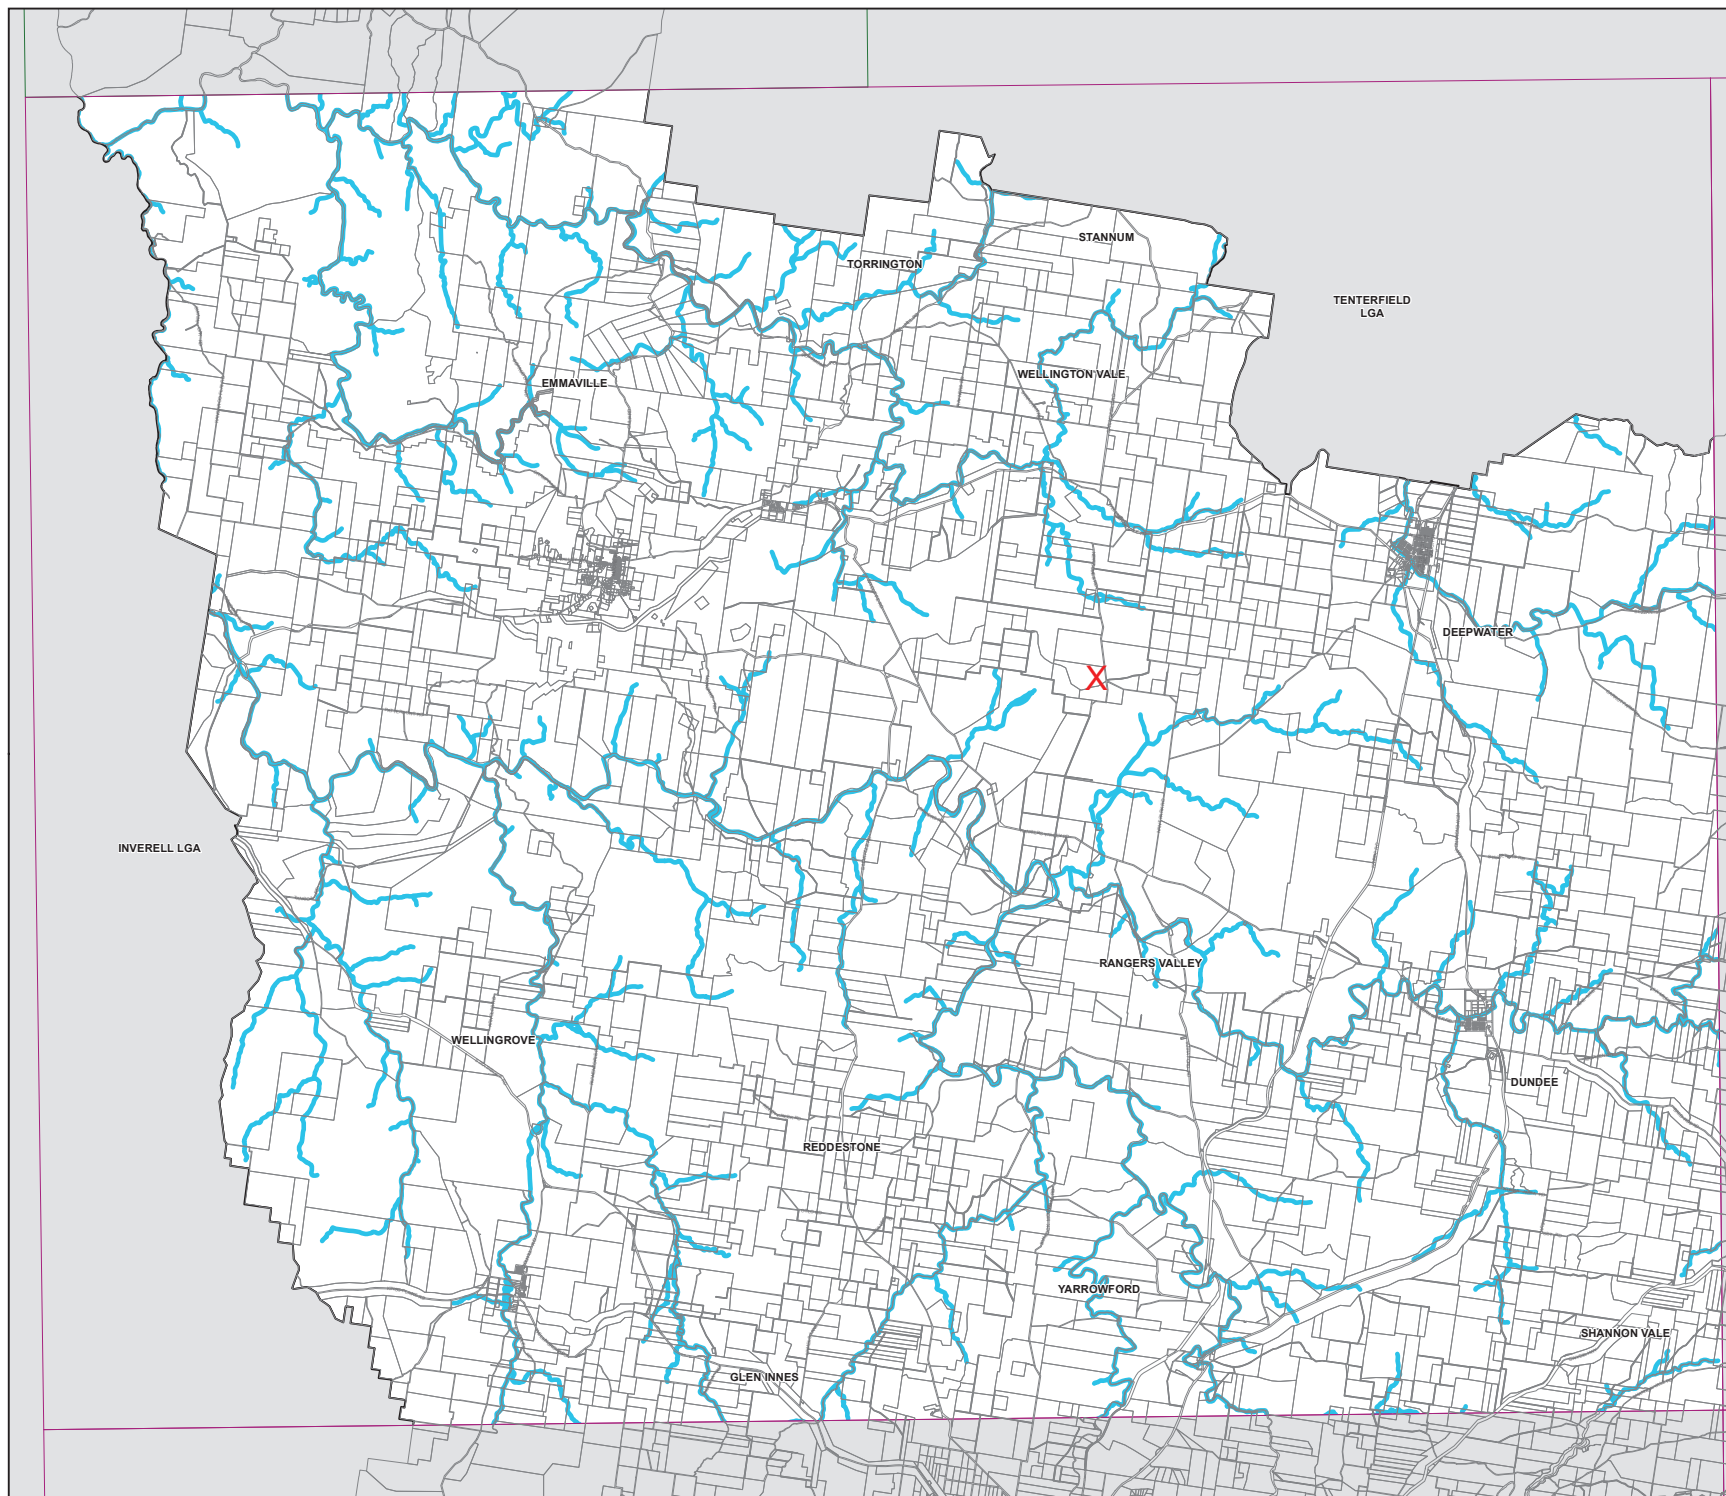 STANNUM
TORRINGTON
TENTERFIELD
LGA
WELLINGTON VALE
EMMAVILLE
DEEPWATER
X
INVERELL LGA
RANGERS VALLEY
WELLINGROVE
DUNDEE
REDDESTONE
YARROWFORD
SHANNON VALE
GLEN INNES